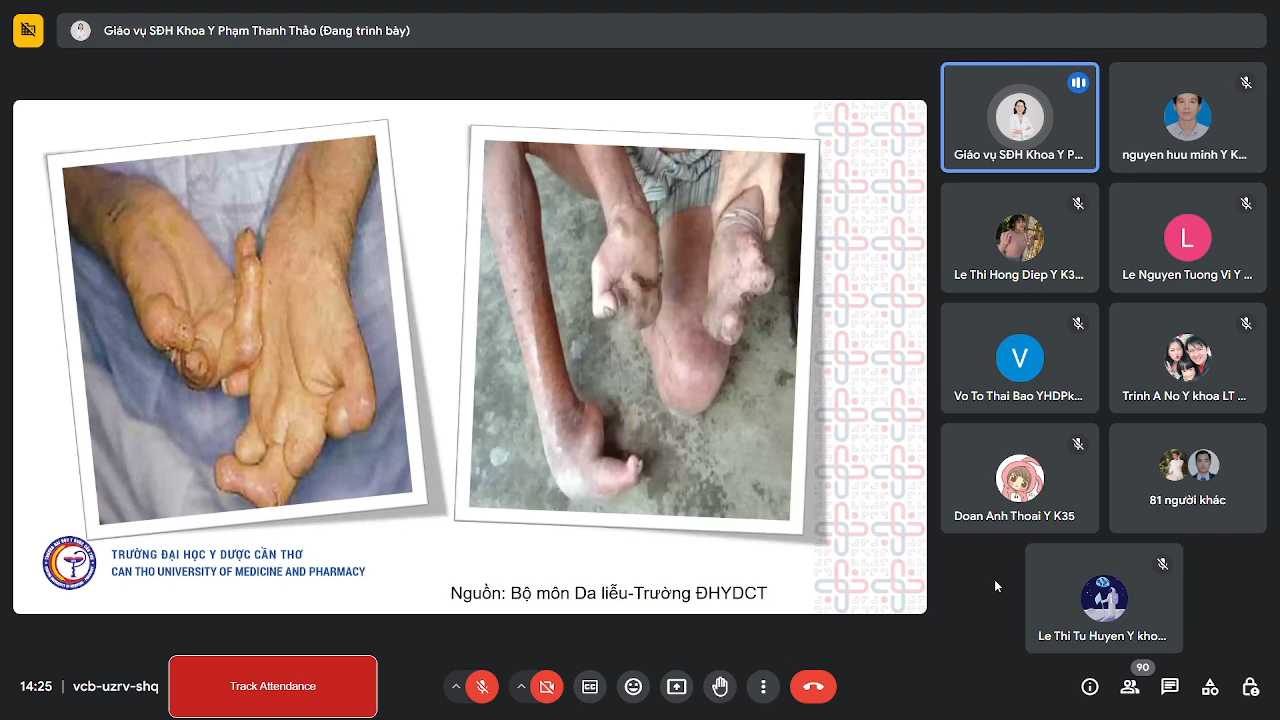 Giáo vụ SĐH Khoa Y Phạm Thanh Thảo (Đang trình bày)
TRƯỜNG ĐẠI HỌC Y DƯỢC CẦN THƠ
CAN THO UNIVERSITY OF MEDICINE AND PHARMACY
Nguồn: Bộ môn Da liễu-Trường ĐHYDCT
Giáo vụ SĐH Khoa Y P...
nguyen huu minh Y K...
Le Thi Hong Diep Y K3...
L
Le Nguyen Tuong Vi Y ...
V
Vo To Thai Bao YHDPk...
Trinh A No Y khoa LT ...
Doan Anh Thoai Y K35
81 người khác
Le Thi Tu Huyen Y kho...
14:25 | vcb-uzrv-shq
Track Attendance
90